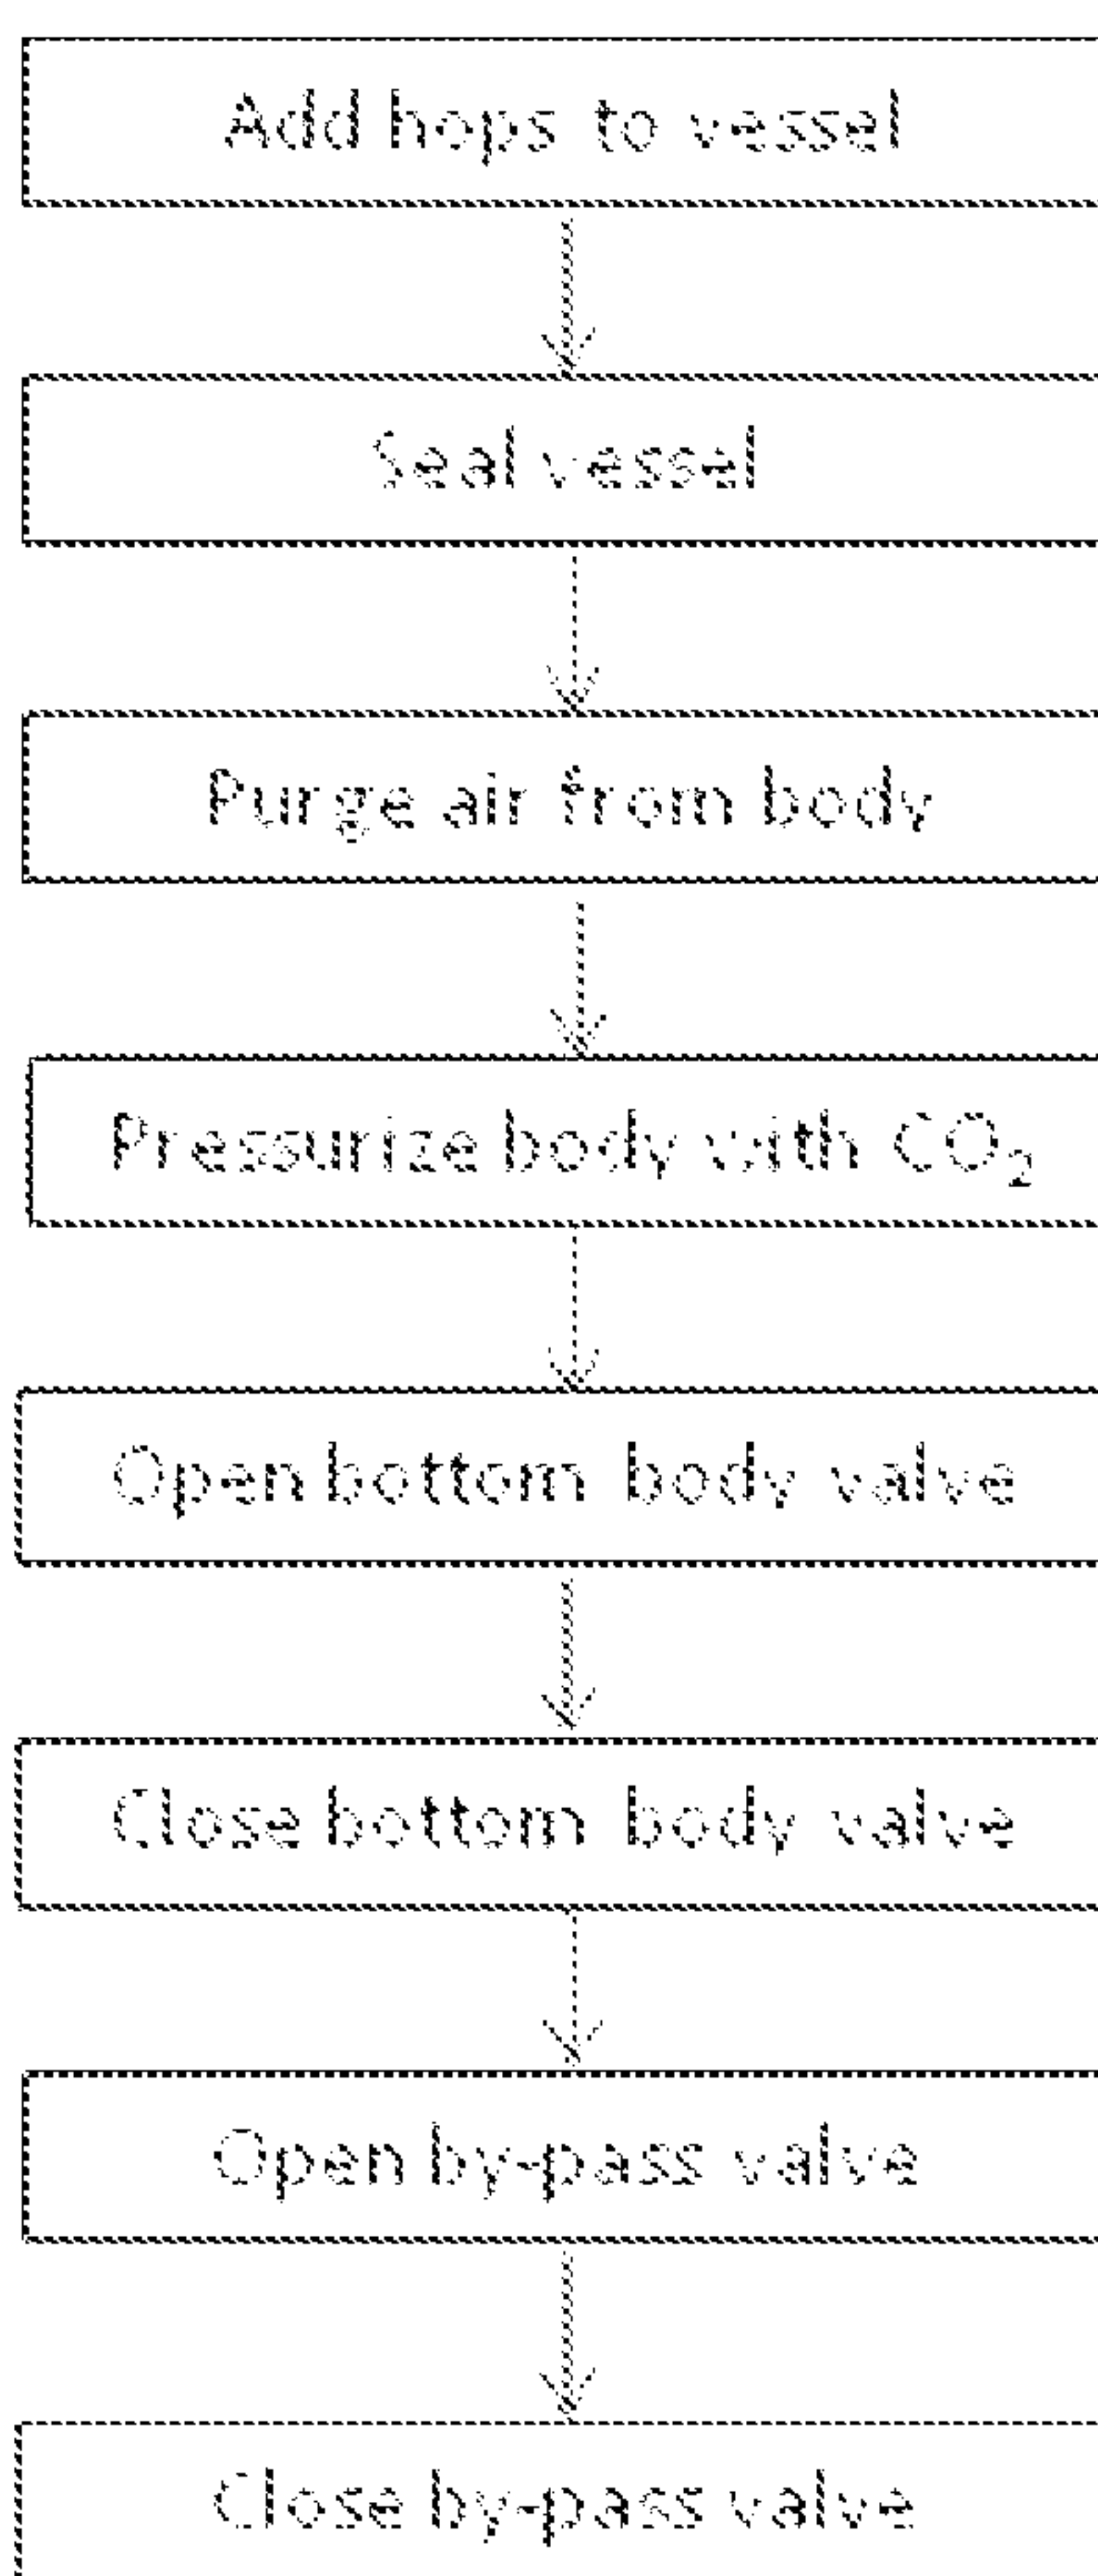 Add hops to vessel
Seal vessel
Purge air from body
Pressurize body with CO₂
Open bottom body valve
Close bottom body valve
Open by-pass valve
Close by-pass valve